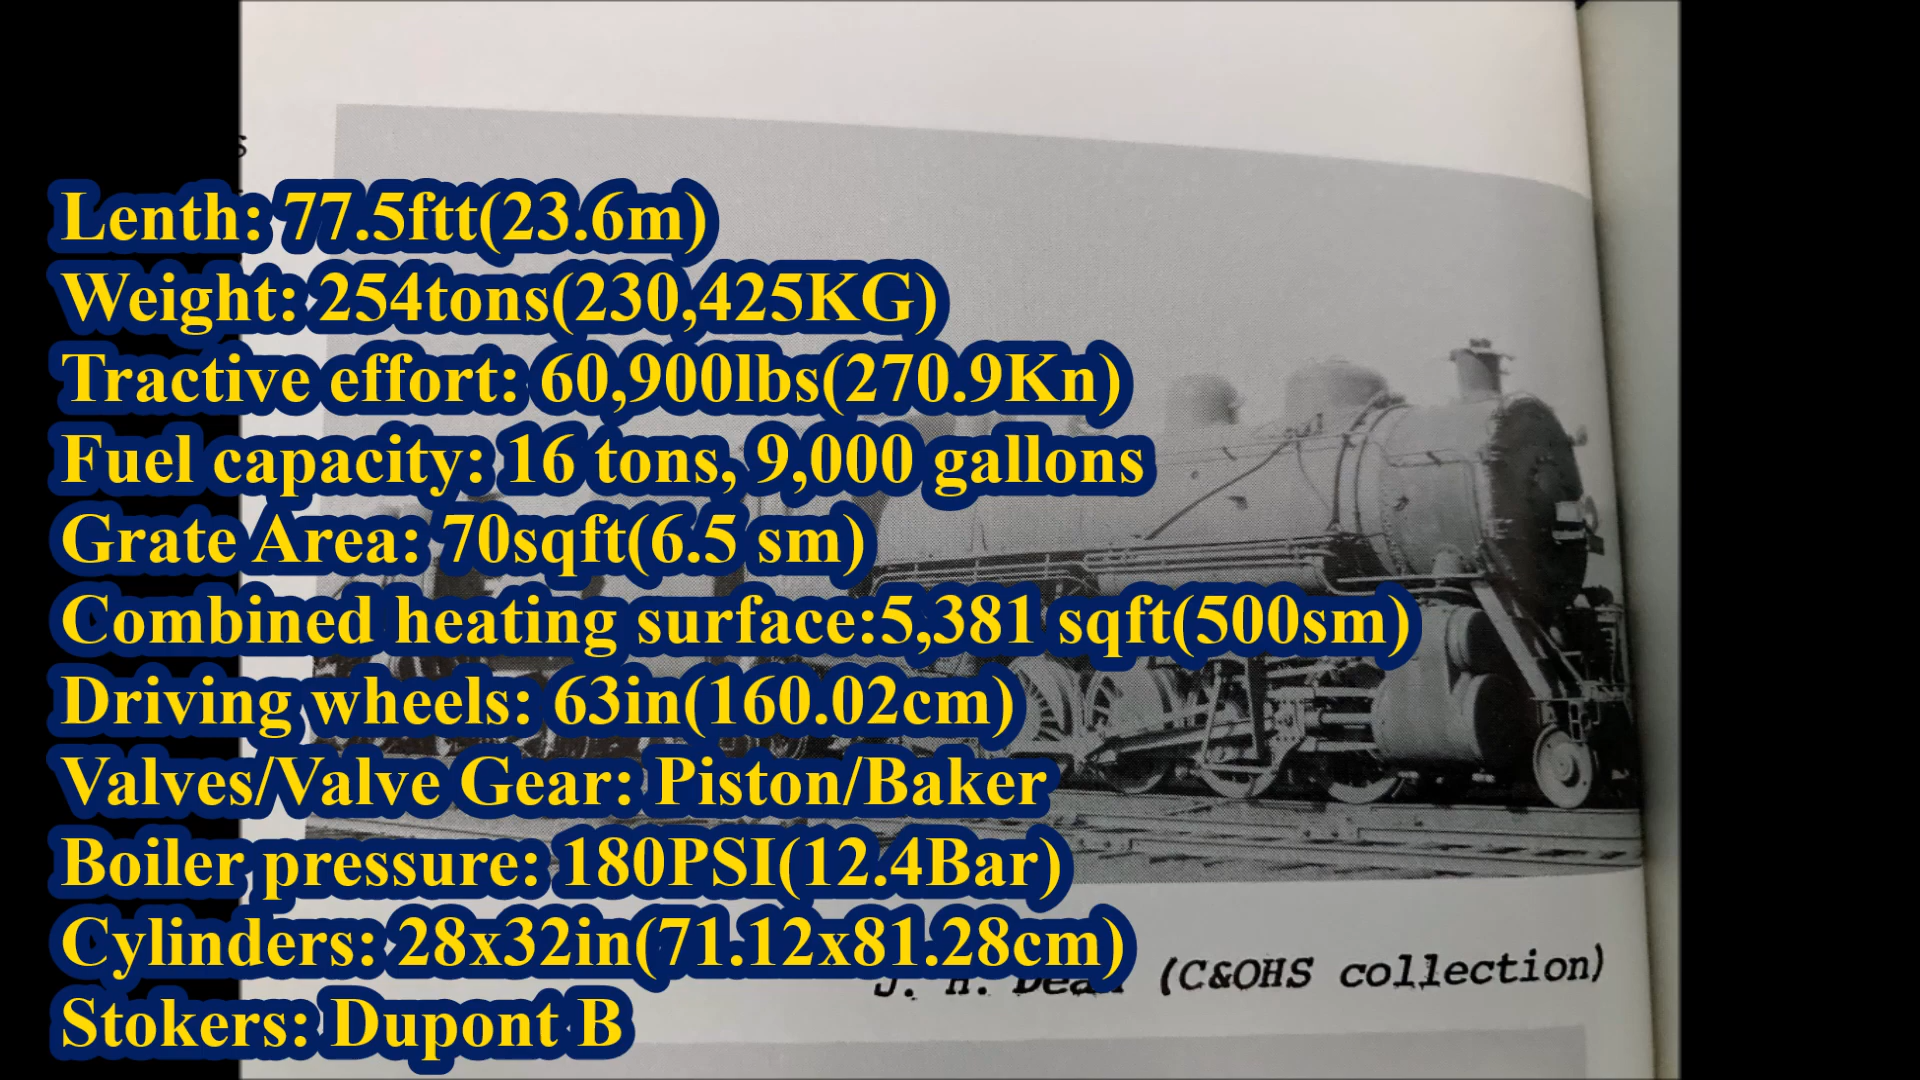 s
Lenth: 77.5ftt(23.6m)
Weight: 254tons(230,425KG)
Tractive effort: 60,900lbs(270.9Kn)
Fuel capacity: 16 tons, 9,000 gallons
Grate Area: 70sqft(6.5 sm)
Combined heating surface:5,381 sqft(500sm)
Driving wheels: 63in(160.02cm)
Valves/Valve Gear: Piston/Baker
Boiler pressure: 180PSI(12.4Bar)
Cylinders: 28x32in(71.12x81.28cm)
J. H. Dean (C&OHS collection)
Stokers: Dupont B